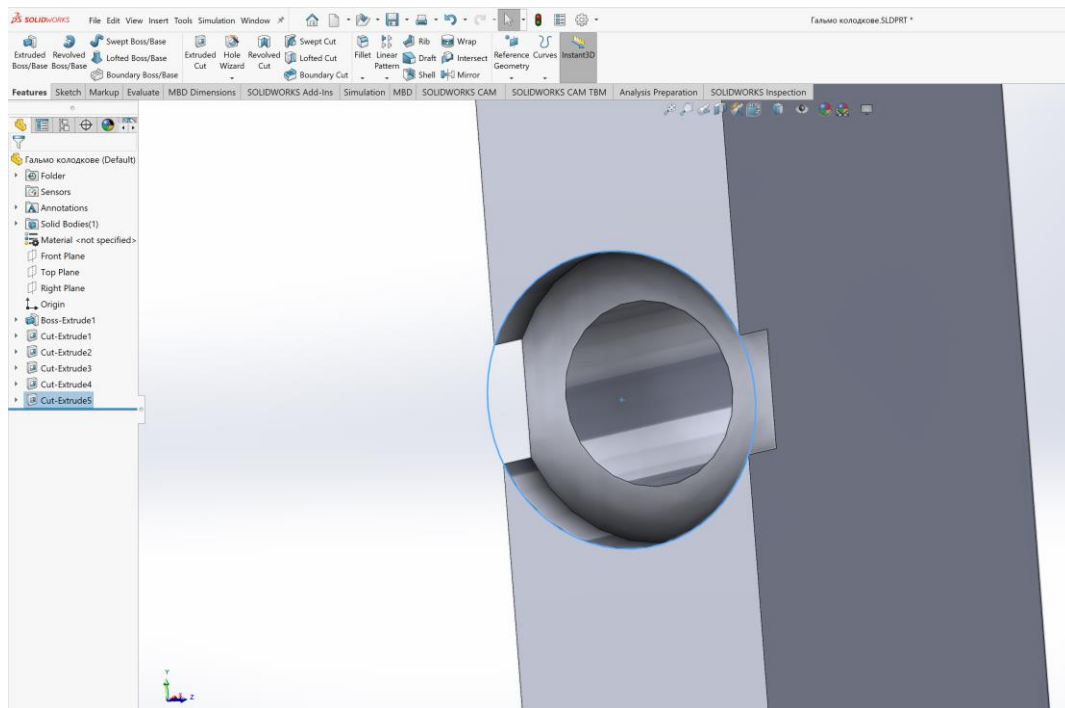 SOLIDWORKS File Edit View Insert Tools Simulation Window Гальмо колодкове.SLDPRT *
Extruded Boss/Base
Revolved Boss/Base
Swept Boss/Base
Lofted Boss/Base
Boundary Boss/Base
Extruded Cut
Hole Wizard
Revolved Cut
Swept Cut
Lofted Cut
Boundary Cut
Fillet
Linear Pattern
Rib
Draft
Shell
Wrap
Intersect
Mirror
Reference Geometry
Curves
Instant3D
Features Sketch Markup Evaluate MBD Dimensions SOLIDWORKS Add-Ins Simulation MBD SOLIDWORKS CAM SOLIDWORKS CAM TBM Analysis Preparation SOLIDWORKS Inspection
Гальмо колодкове (Default)
Folder
Sensors
Annotations
Solid Bodies(1)
Material <not specified>
Front Plane
Top Plane
Right Plane
Origin
Boss-Extrude1
Cut-Extrude1
Cut-Extrude2
Cut-Extrude3
Cut-Extrude4
Cut-Extrude5
Y
Z